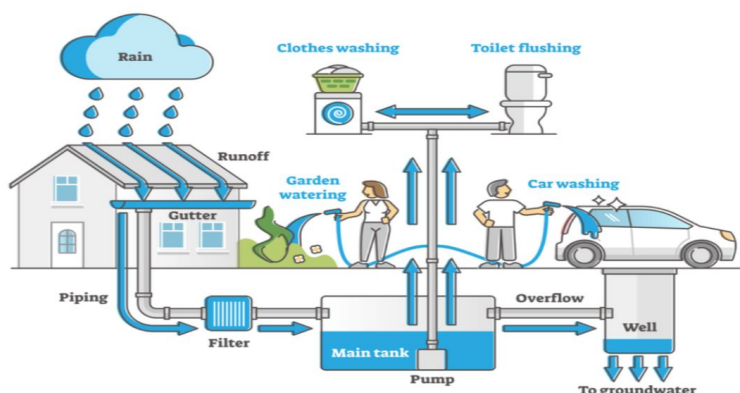 Rain
Clothes washing
Toilet flushing
Runoff
Garden
watering
Car washing
Gutter
Piping
Filter
Main tank
Pump
Overflow
Well
To groundwater